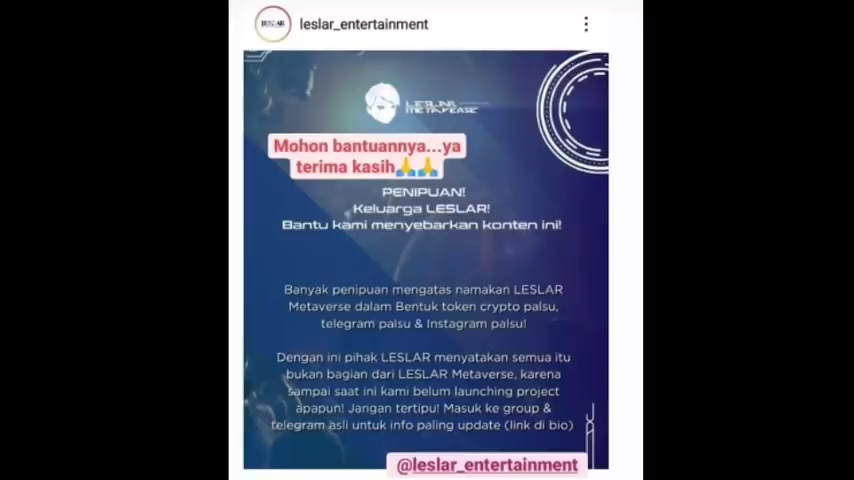 leslar_entertainment
LESLAR
METAVERSE
Mohon bantuannya...ya
terima kasih🙏🙏
PENIPUAN!
Keluarga LESLAR!
Bantu kami menyebarkan konten ini!
Banyak penipuan mengatas namakan LESLAR
Metaverse dalam Bentuk token crypto palsu,
telegram palsu & Instagram palsu!
Dengan ini pihak LESLAR menyatakan semua itu
bukan bagian dari LESLAR Metaverse, karena
sampai saat ini kami belum launching project
apapun! Jangan tertipu! Masuk ke group &
telegram asli untuk info paling update (link di bio)
@leslar_entertainment